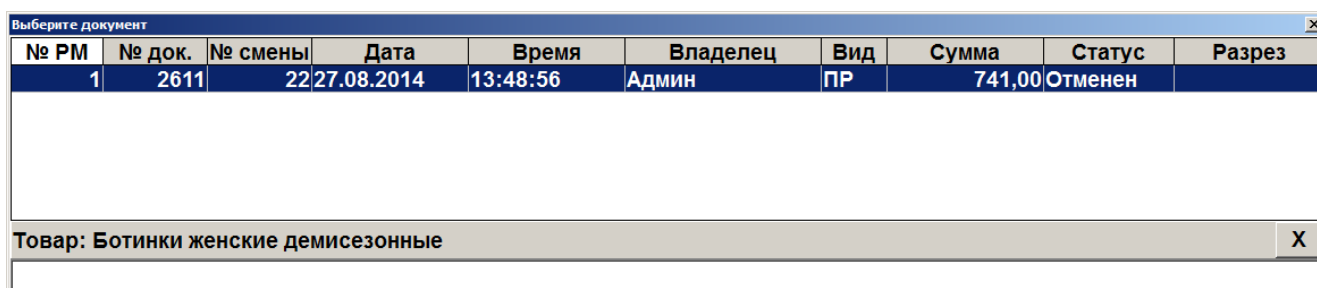 Выберите документ
№ РМ № док. № смены Дата Время Владелец Вид Сумма Статус Разрез
1 2611 22 27.08.2014 13:48:56 Админ ПР 741,00 Отменен
Товар: Ботинки женские демисезонные X